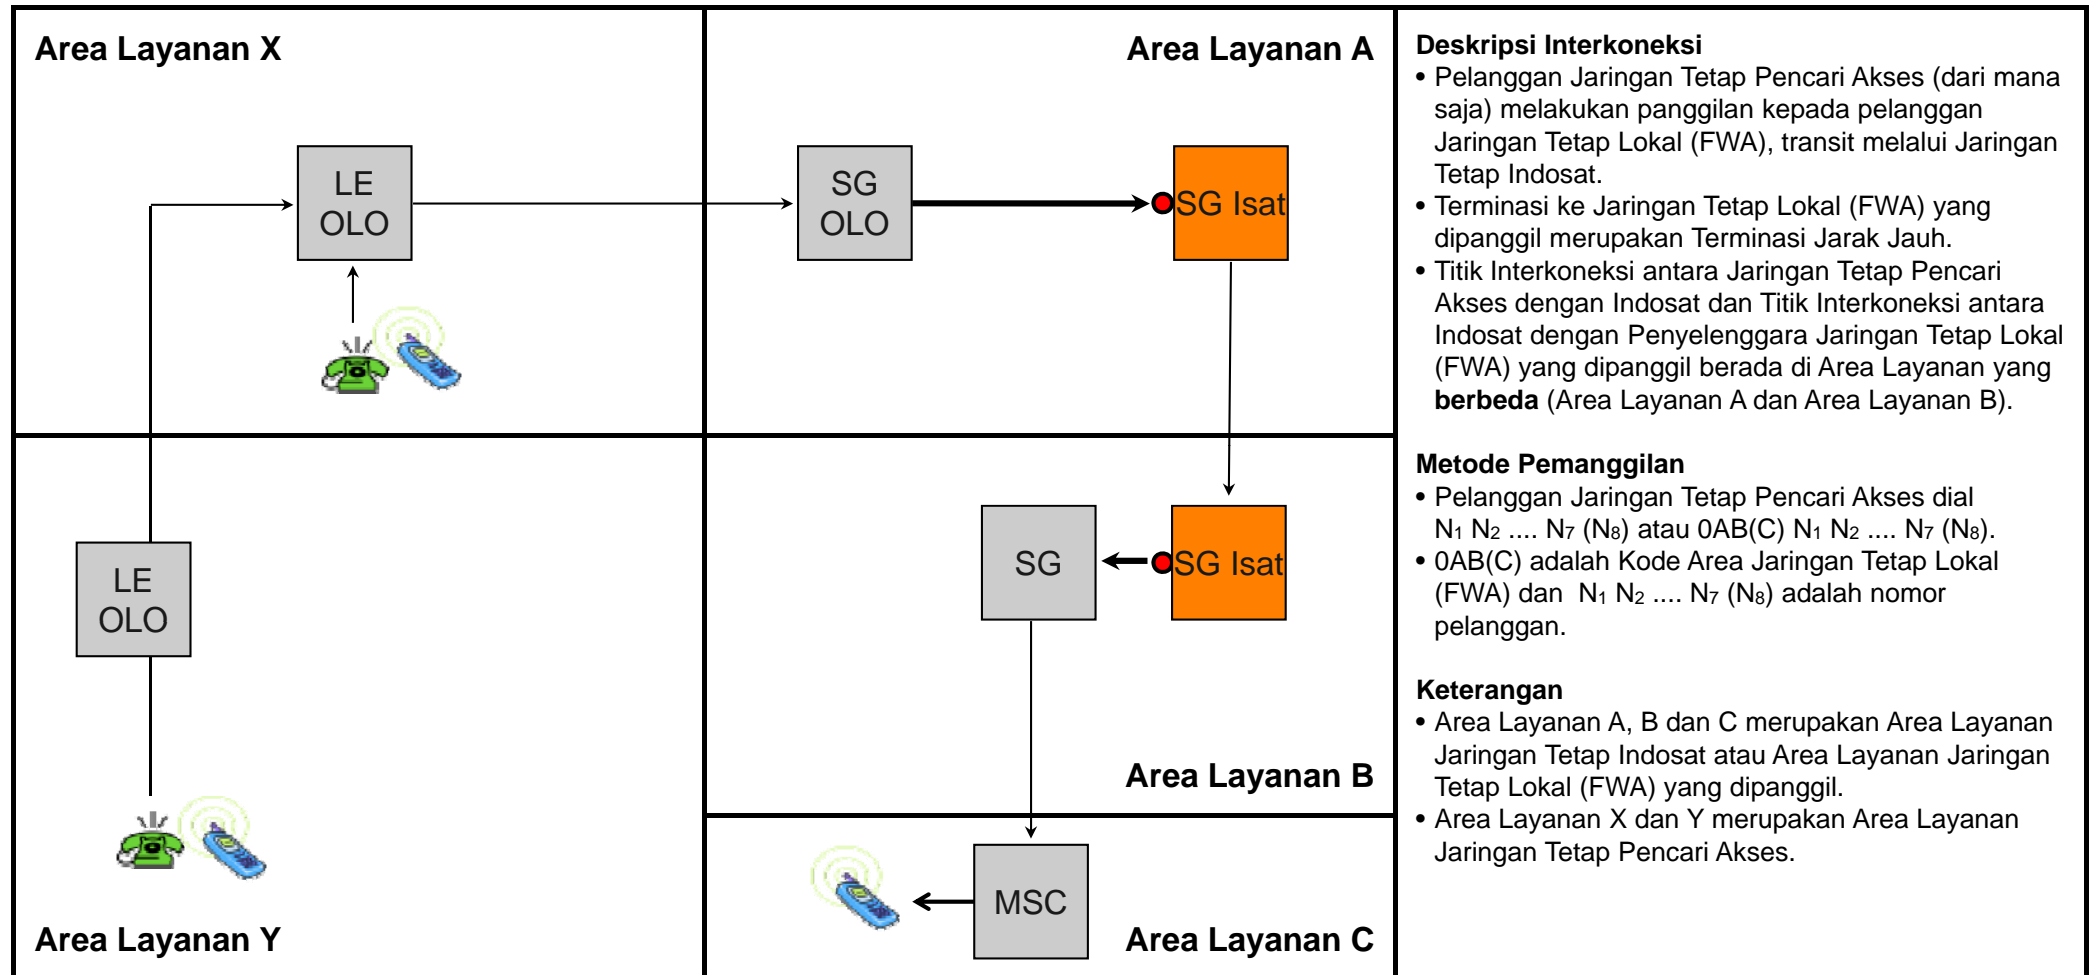 Area Layanan X
LE
OLO
Area Layanan A
SG
OLO
SG Isat
LE
OLO
Area Layanan Y
SG
SG Isat
Area Layanan B
MSC
Area Layanan C
Deskripsi Interkoneksi
• Pelanggan Jaringan Tetap Pencari Akses (dari mana
saja) melakukan panggilan kepada pelanggan
Jaringan Tetap Lokal (FWA), transit melalui Jaringan
Tetap Indosat.
• Terminasi ke Jaringan Tetap Lokal (FWA) yang
dipanggil merupakan Terminasi Jarak Jauh.
• Titik Interkoneksi antara Jaringan Tetap Pencari
Akses dengan Indosat dan Titik Interkoneksi antara
Indosat dengan Penyelenggara Jaringan Tetap Lokal
(FWA) yang dipanggil berada di Area Layanan yang
berbeda (Area Layanan A dan Area Layanan B).
Metode Pemanggilan
• Pelanggan Jaringan Tetap Pencari Akses dial
N₁ N₂ .... N₇ (N₈) atau 0AB(C) N₁ N₂ .... N₇ (N₈).
• 0AB(C) adalah Kode Area Jaringan Tetap Lokal
(FWA) dan N₁ N₂ .... N₇ (N₈) adalah nomor
pelanggan.
Keterangan
• Area Layanan A, B dan C merupakan Area Layanan
Jaringan Tetap Indosat atau Area Layanan Jaringan
Tetap Lokal (FWA) yang dipanggil.
• Area Layanan X dan Y merupakan Area Layanan
Jaringan Tetap Pencari Akses.